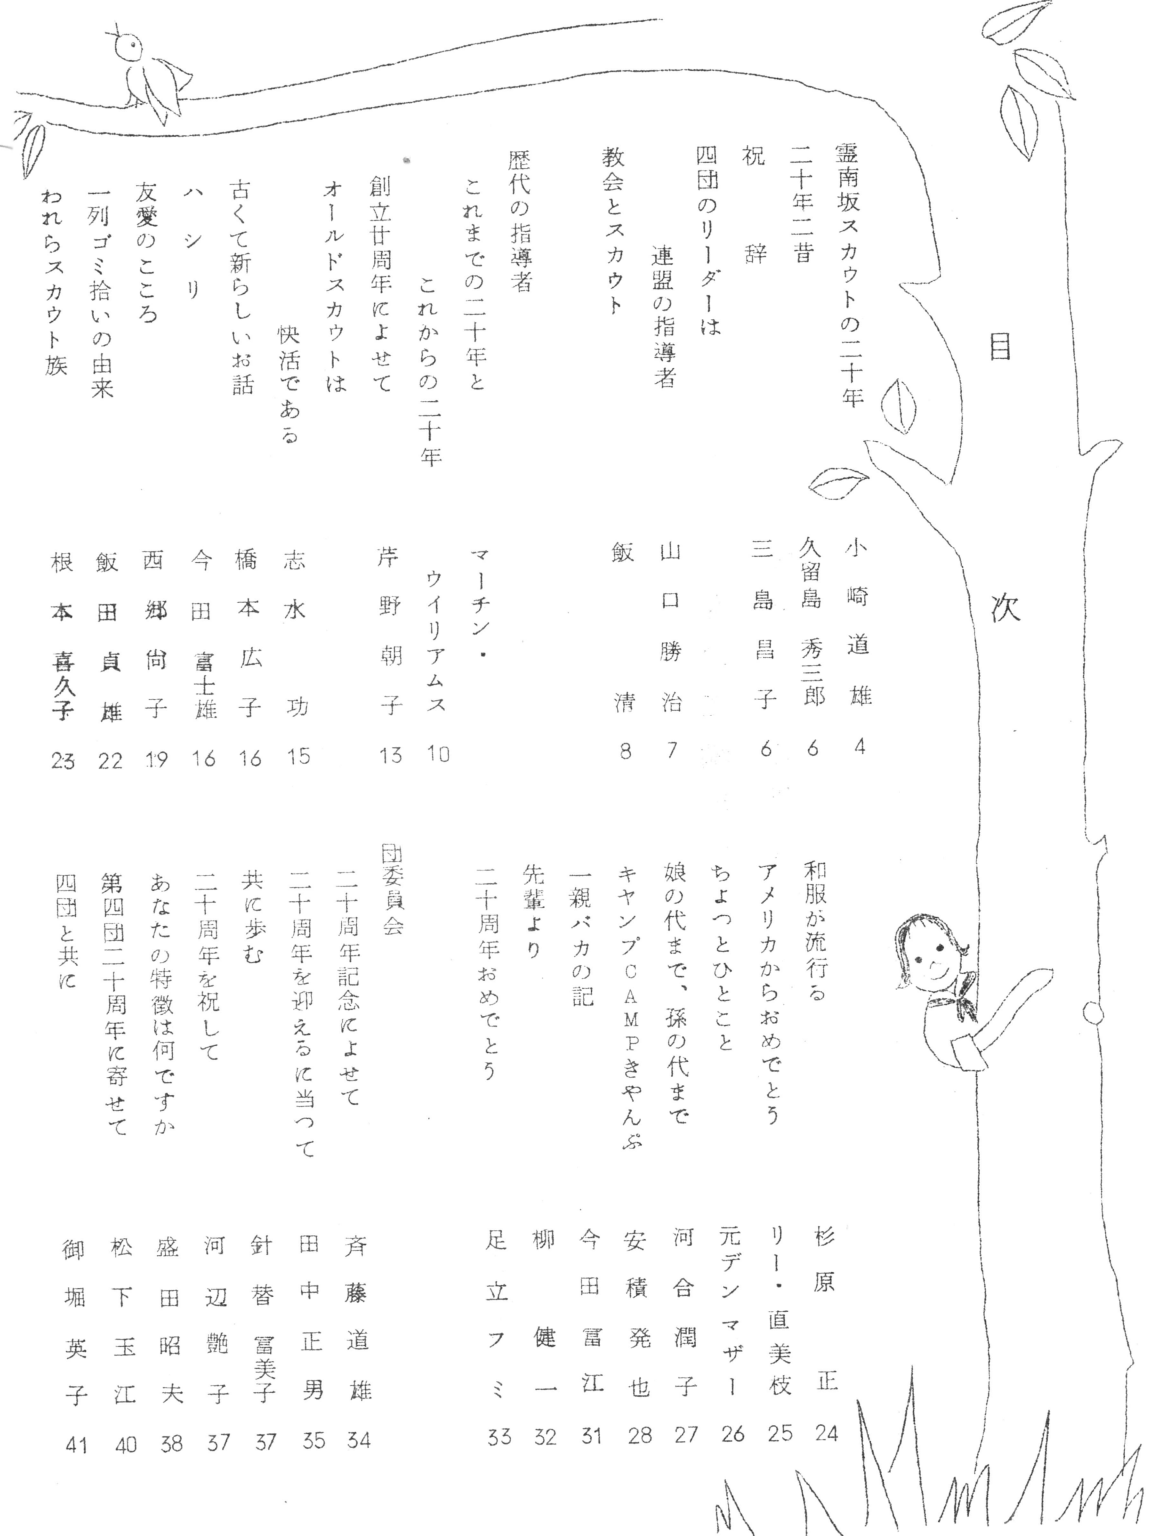 目次
霊南坂スカウトの二十年 小崎道雄 4
二十年二昔 久留島秀三郎 6
祝辞 三島昌子 6
四団のリーダーは
連盟の指導者 山口勝治 7
教会とスカウト 飯清 8
歴代の指導者
これまでの二十年と マーチン・
これからの二十年 ウイリアムス 10
創立廿周年によせて 芹野朝子 13
オールドスカウトは
快活である 志水功 15
古くて新らしいお話 橋本広子 16
ハシリ 今田富士雄 16
友愛のこころ 西郷尚子 19
一列ゴミ拾いの由来 飯田貞雄 22
われらスカウト族 根本喜久子 23
和服が流行る 杉原正 24
アメリカからおめでとう リー・直美枝 25
ちよつとひとこと 元デンマザー 26
娘の代まで、孫の代まで 河合潤子 27
キヤンプCAMPきやんぷ 安積発也 28
一親バカの記 今田冨江 31
先輩より 柳健一 32
二十周年おめでとう 足立フミ 33
団委員会
二十周年記念によせて 斉藤道雄 34
二十周年を迎えるに当つて 田中正男 35
共に歩む 針替冨美子 37
二十周年を祝して 河辺艶子 37
あなたの特徴は何ですか 盛田昭夫 38
第四団二十周年に寄せて 松下玉江 40
四団と共に 御堀英子 41